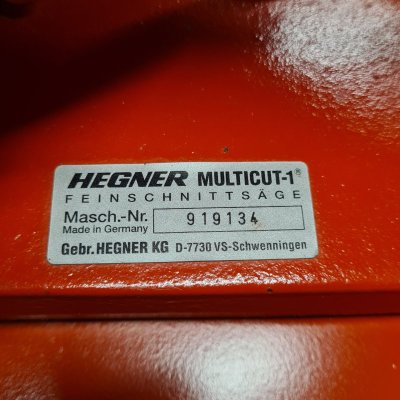 HEGNER MULTICUT-1®
FEINSCHNITTSÄGE
Masch.-Nr. 919134
Made in Germany
Gebr. HEGNER KG D-7730 VS-Schwenningen